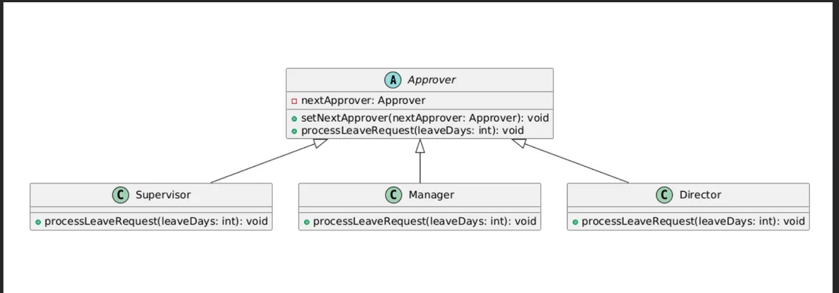 A Approver
nextApprover: Approver
setNextApprover(nextApprover: Approver): void
processLeaveRequest(leaveDays: int): void
C Supervisor
processLeaveRequest(leaveDays: int): void
C Manager
processLeaveRequest(leaveDays: int): void
C Director
processLeaveRequest(leaveDays: int): void